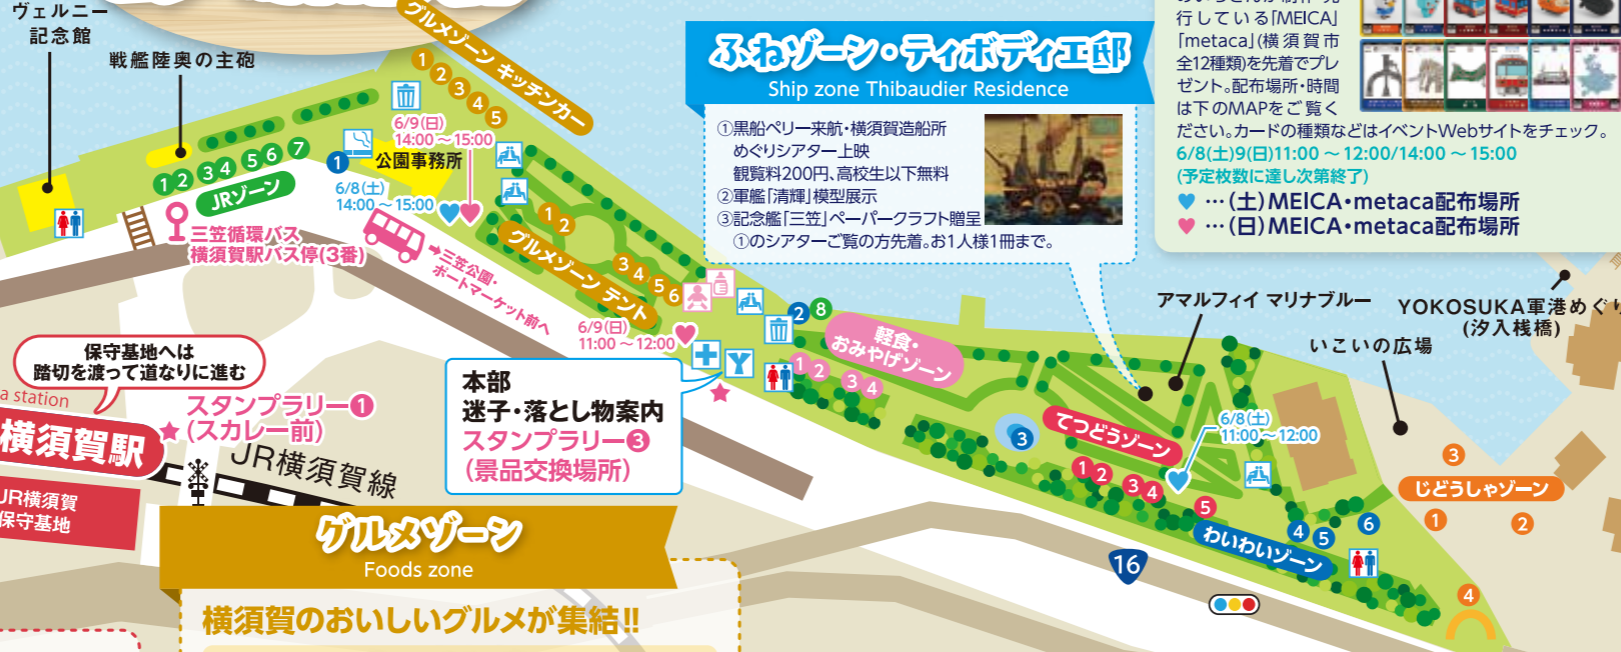 ヴェルニー
記念館
戦艦陸奥の主砲
グルメゾーン キッチンカー
1
2
3
4
5
6/9(日)
14:00～15:00
1
公園事務所
6/8(土)
14:00～15:00
1 2 3 4 5 6 7
JRゾーン
三笠循環バス
横須賀駅バス停(3番)
➡三笠公園・
ポートマーケット前へ
1 2
グルメゾーン テント
3 4 5 6
6/9(日)
11:00～12:00
保守基地へは
踏切を渡って道なりに進む
a station
横須賀駅
スタンプラリー❶
★(スカレー前)
JR横須賀線
JR横須賀
保守基地
本部
迷子・落とし物案内
スタンプラリー❸
(景品交換場所)
★
グルメゾーン
Foods zone
横須賀のおいしいグルメが集結!!
ふねゾーン・ティボディエ邸
Ship zone Thibaudier Residence
①黒船ペリー来航・横須賀造船所
めぐりシアター上映
観覧料200円、高校生以下無料
②軍艦「清輝」模型展示
③記念艦「三笠」ペーパークラフト贈呈
①のシアターご覧の方先着。お1人様1冊まで。
行している「MEICA」
「metaca」(横須賀市
全12種類)を先着でプレ
ゼント。配布場所・時間
は下のMAPをご覧く
ださい。カードの種類などはイベントWebサイトをチェック。
6/8(土)9(日)11:00～12:00/14:00～15:00
(予定枚数に達し次第終了)
♥…(土)MEICA・metaca配布場所
♥…(日)MEICA・metaca配布場所
2 8
軽食・
おみやげゾーン
1 2 3 4
アマルフィイ マリナブルー
YOKOSUKA軍港めぐり
(汐入桟橋)
いこいの広場
3
てつどうゾーン
1 2 3 4 5
6/8(土)
11:00～12:00
わいわいゾーン
4 5 6
16
3
じどうしゃゾーン
1 2
4